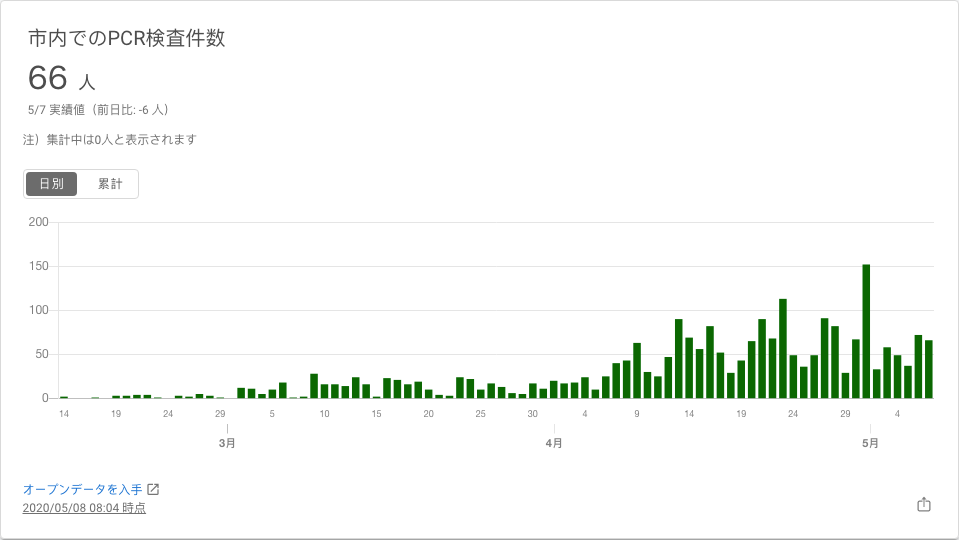 市内でのPCR検査件数
66 人
5/7 実績値（前日比: -6 人）
注）集計中は0人と表示されます
日別 累計
200
150
100
50
0
14 19 24 29 5 10 15 20 25 30 4 9 14 19 24 29 4
3月 4月 5月
オープンデータを入手
2020/05/08 08:04 時点